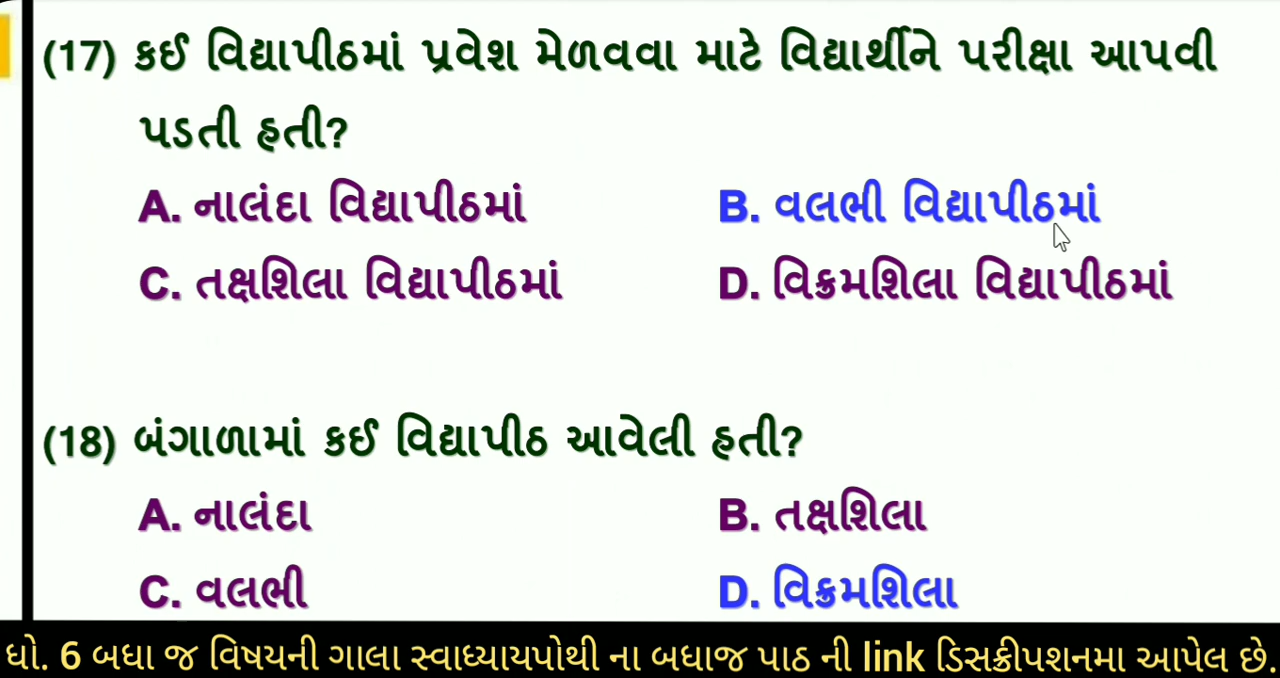 (17) કઈ વિદ્યાપીઠમાં પ્રવેશ મેળવવા માટે વિદ્યાર્થીને પરીક્ષા આપવી
પડતી હતી?
A. નાલંદા વિદ્યાપીઠમાં B. વલભી વિદ્યાપીઠમાં
C. તક્ષશિલા વિદ્યાપીઠમાં D. વિક્રમશિલા વિદ્યાપીઠમાં
(18) બંગાળામાં કઈ વિદ્યાપીઠ આવેલી હતી?
A. નાલંદા B. તક્ષશિલા
C. વલભી D. વિક્રમશિલા
ધો. 6 બધા જ વિષયની ગાલા સ્વાધ્યાયપોથી ના બધાજ પાઠ ની link ડિસક્રીપશનમા આપેલ છે.